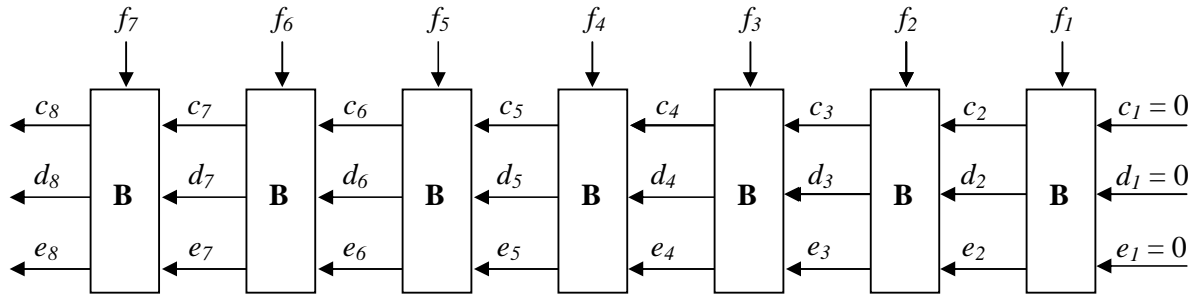 f7 f6 f5 f4 f3 f2 f1
c8 c7 c6 c5 c4 c3 c2 c1 = 0
d8 B d7 B d6 B d5 B d4 B d3 B d2 B d1 = 0
e8 e7 e6 e5 e4 e3 e2 e1 = 0